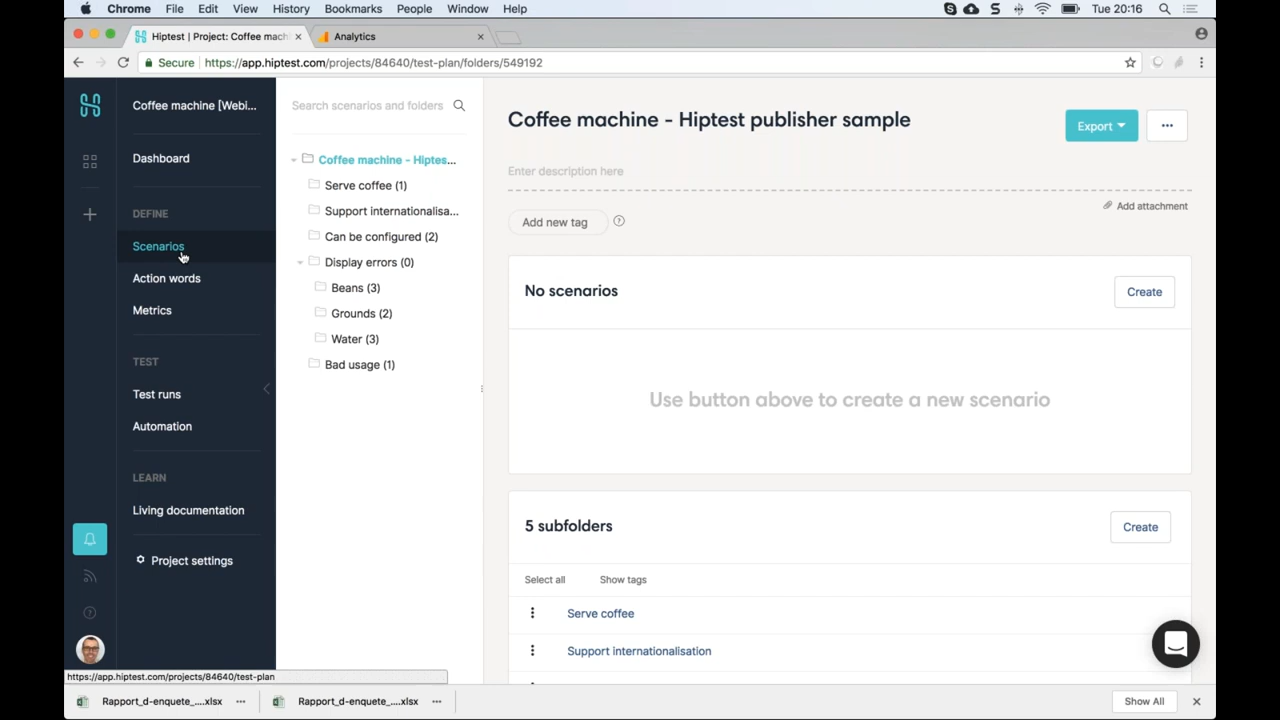 Chrome File Edit View History Bookmarks People Window Help
Tue 20:16
Hiptest | Project: Coffee mach
Analytics
Secure https://app.hiptest.com/projects/84640/test-plan/folders/549192
Coffee machine [Webi...
Dashboard
DEFINE
Scenarios
Action words
Metrics
TEST
Test runs
Automation
LEARN
Living documentation
Project settings
Search scenarios and folders
Coffee machine - Hiptes...
Serve coffee (1)
Support internationalisa...
Can be configured (2)
Display errors (0)
Beans (3)
Grounds (2)
Water (3)
Bad usage (1)
Coffee machine - Hiptest publisher sample
Export
Enter description here
Add attachment
Add new tag
No scenarios
Create
Use button above to create a new scenario
5 subfolders
Create
Select all Show tags
Serve coffee
Support internationalisation
https://app.hiptest.com/projects/84640/test-plan
Rapport_d-enquete_....xlsx
Rapport_d-enquete_....xlsx
Show All